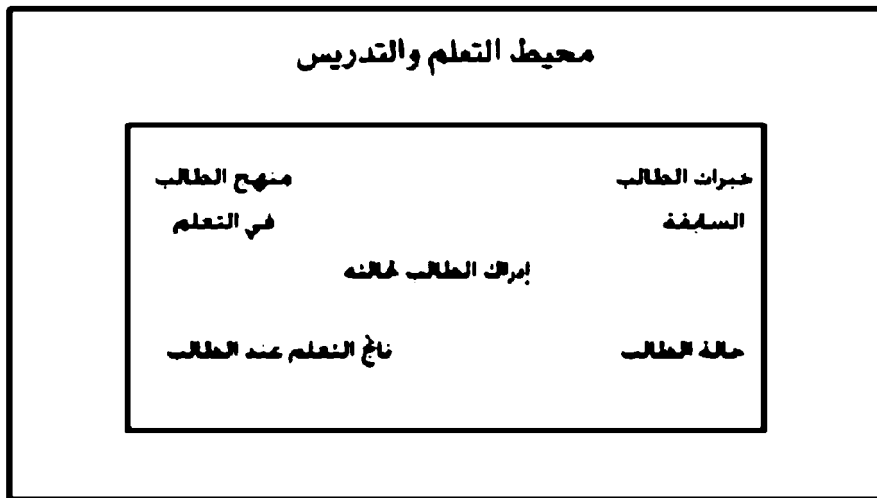 محيط التعلم والتدريس
خبرات الطالب
السابقة
منهج الطالب
في التعلم
إدراك الطالب لحالته
حالة الطالب
ناتج التعلم عند الطالب